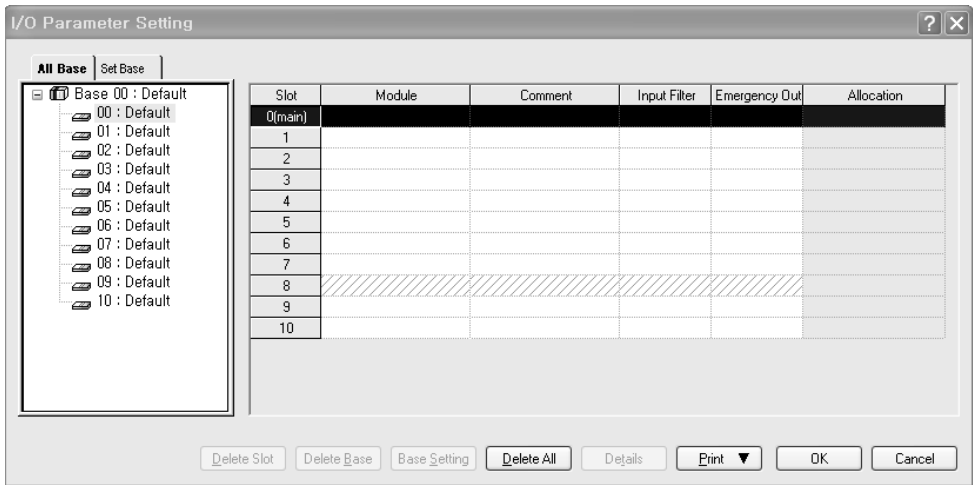 I/O Parameter Setting
?
All Base Set Base
Base 00 : Default
00 : Default
01 : Default
02 : Default
03 : Default
04 : Default
05 : Default
06 : Default
07 : Default
08 : Default
09 : Default
10 : Default
Slot Module Comment Input Filter Emergency Out Allocation
0(main)
1
2
3
4
5
6
7
8
9
10
Delete Slot Delete Base Base Setting Delete All Details Print ▼ OK Cancel